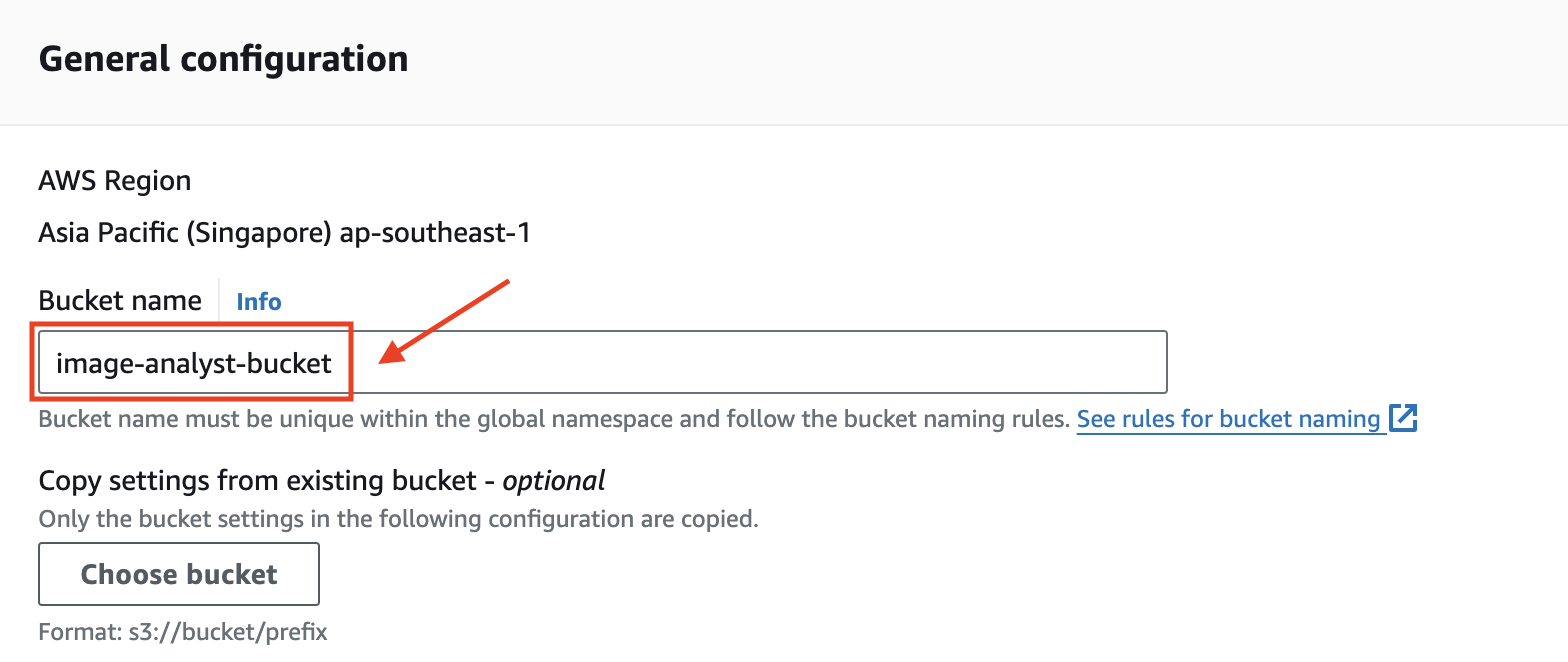 General configuration
AWS Region
Asia Pacific (Singapore) ap-southeast-1
Bucket name Info
image-analyst-bucket
Bucket name must be unique within the global namespace and follow the bucket naming rules. See rules for bucket naming
Copy settings from existing bucket - optional
Only the bucket settings in the following configuration are copied.
Choose bucket
Format: s3://bucket/prefix